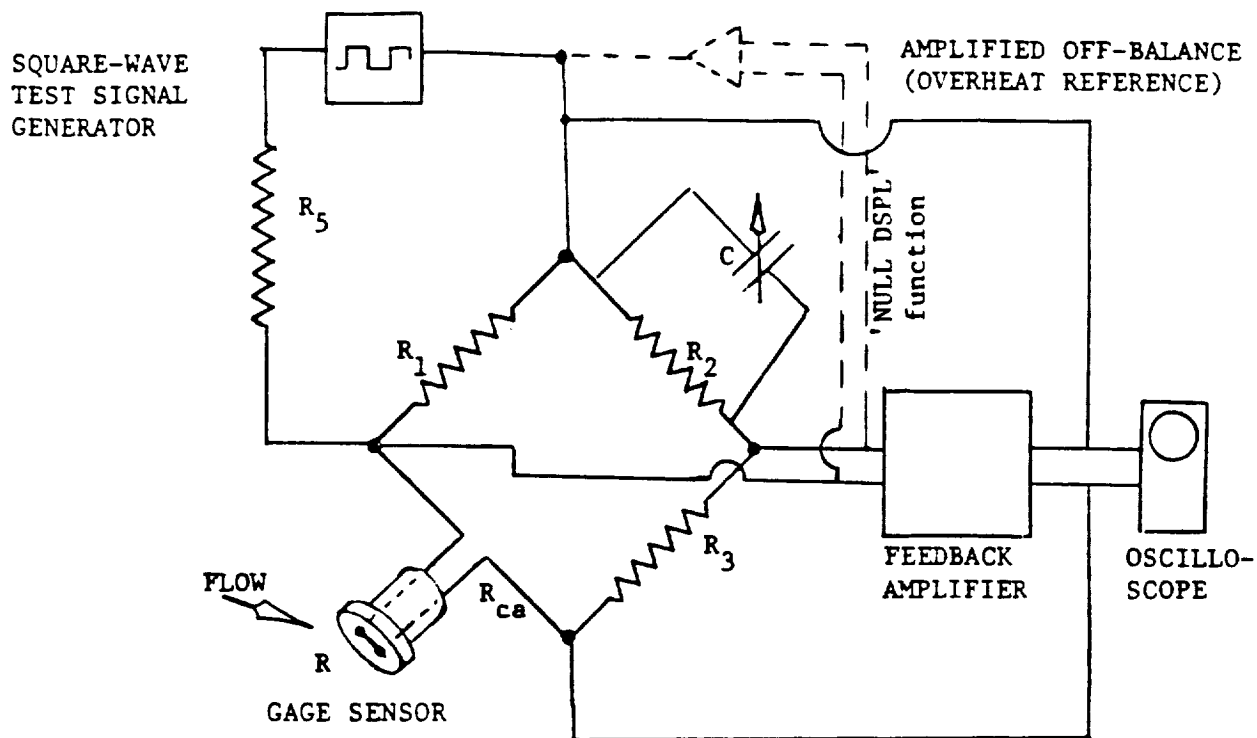 SQUARE-WAVE
TEST SIGNAL
GENERATOR
AMPLIFIED OFF-BALANCE
(OVERHEAT REFERENCE)
R5
C
'NULL DSPL'
function
R1
R2
R3
FLOW
R
Rca
GAGE SENSOR
FEEDBACK
AMPLIFIER
OSCILLO-
SCOPE